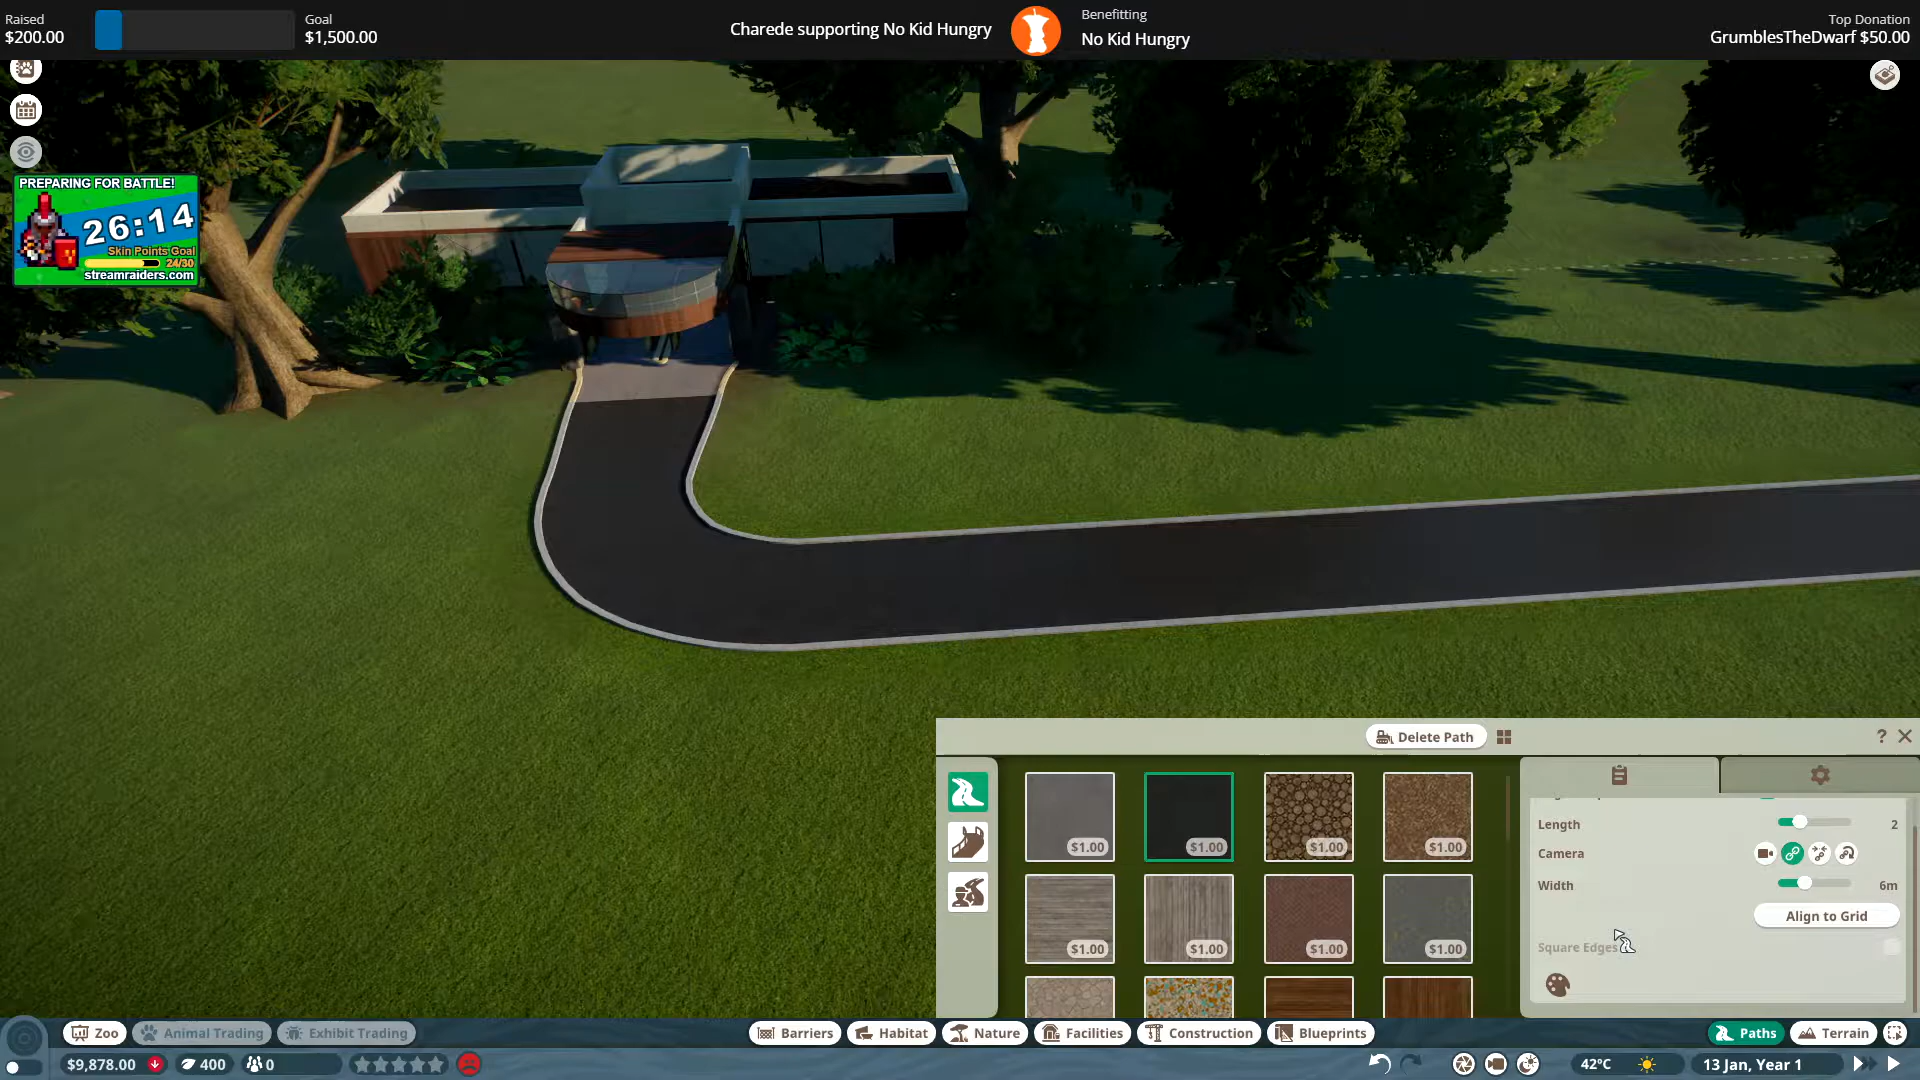 Raised
$200.00
Goal
$1,500.00
Charede supporting No Kid Hungry
Benefitting
No Kid Hungry
Top Donation
GrumblesTheDwarf $50.00
PREPARING FOR BATTLE!
26:14
Skin Points Goal
24/30
streamraiders.com
Delete Path
?
$1.00
$1.00
$1.00
$1.00
$1.00
$1.00
$1.00
$1.00
Length
2
Camera
Width
6m
Align to Grid
Square Edges
Zoo
Animal Trading
Exhibit Trading
Barriers
Habitat
Nature
Facilities
Construction
Blueprints
Paths
Terrain
$9,878.00
400
0
42°C
13 Jan, Year 1